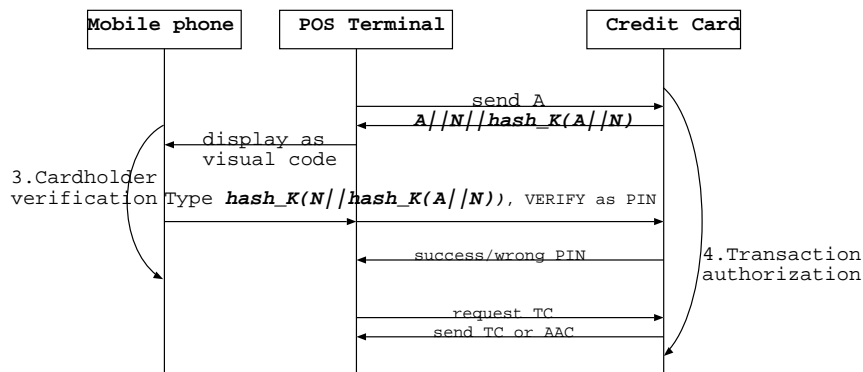 Mobile phone POS Terminal Credit Card
send A
A||N||hash_K(A||N)
display as
visual code
3.Cardholder
verification Type hash_K(N||hash_K(A||N)), VERIFY as PIN
success/wrong PIN
4.Transaction
authorization
request TC
send TC or AAC